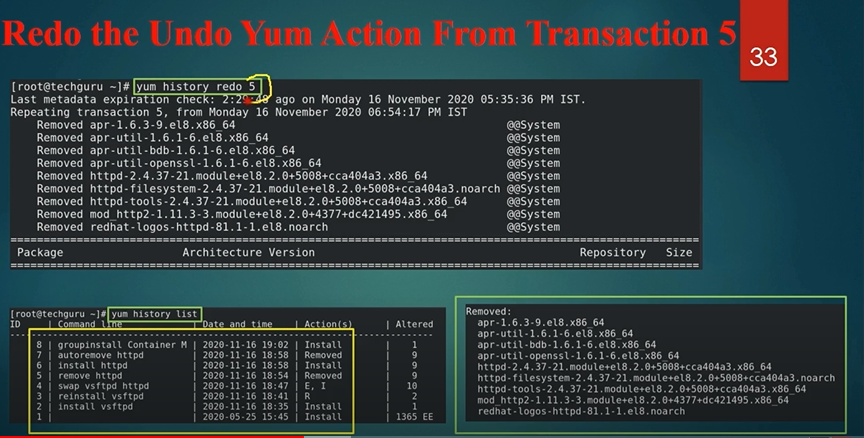 Redo the Undo Yum Action From Transaction 5
33
[root@techguru ~]# yum history redo 5
Last metadata expiration check: 2:29:48 ago on Monday 16 November 2020 05:35:36 PM IST.
Repeating transaction 5, from Monday 16 November 2020 06:54:17 PM IST
Removed apr-1.6.3-9.el8.x86_64 @@System
Removed apr-util-1.6.1-6.el8.x86_64 @@System
Removed apr-util-bdb-1.6.1-6.el8.x86_64 @@System
Removed apr-util-openssl-1.6.1-6.el8.x86_64 @@System
Removed httpd-2.4.37-21.module+el8.2.0+5008+cca404a3.x86_64 @@System
Removed httpd-filesystem-2.4.37-21.module+el8.2.0+5008+cca404a3.noarch @@System
Removed httpd-tools-2.4.37-21.module+el8.2.0+5008+cca404a3.x86_64 @@System
Removed mod_http2-1.11.3-3.module+el8.2.0+4377+dc421495.x86_64 @@System
Removed redhat-logos-httpd-81.1-1.el8.noarch @@System
Package Architecture Version Repository Size
[root@techguru ~]# yum history list
ID | Command line | Date and time | Action(s) | Altered
8 | groupinstall Container M | 2020-11-16 19:02 | Install | 1
7 | autoremove httpd | 2020-11-16 18:58 | Removed | 9
6 | install httpd | 2020-11-16 18:58 | Install | 9
5 | remove httpd | 2020-11-16 18:54 | Removed | 9
4 | swap vsftpd httpd | 2020-11-16 18:47 | E, I | 10
3 | reinstall vsftpd | 2020-11-16 18:41 | R | 2
2 | install vsftpd | 2020-11-16 18:35 | Install | 1
1 | | 2020-05-25 15:45 | Install | 1365 EE
Removed:
apr-1.6.3-9.el8.x86_64
apr-util-1.6.1-6.el8.x86_64
apr-util-bdb-1.6.1-6.el8.x86_64
apr-util-openssl-1.6.1-6.el8.x86_64
httpd-2.4.37-21.module+el8.2.0+5008+cca404a3.x86_64
httpd-filesystem-2.4.37-21.module+el8.2.0+5008+cca404a3.noarch
httpd-tools-2.4.37-21.module+el8.2.0+5008+cca404a3.x86_64
mod_http2-1.11.3-3.module+el8.2.0+4377+dc421495.x86_64
redhat-logos-httpd-81.1-1.el8.noarch